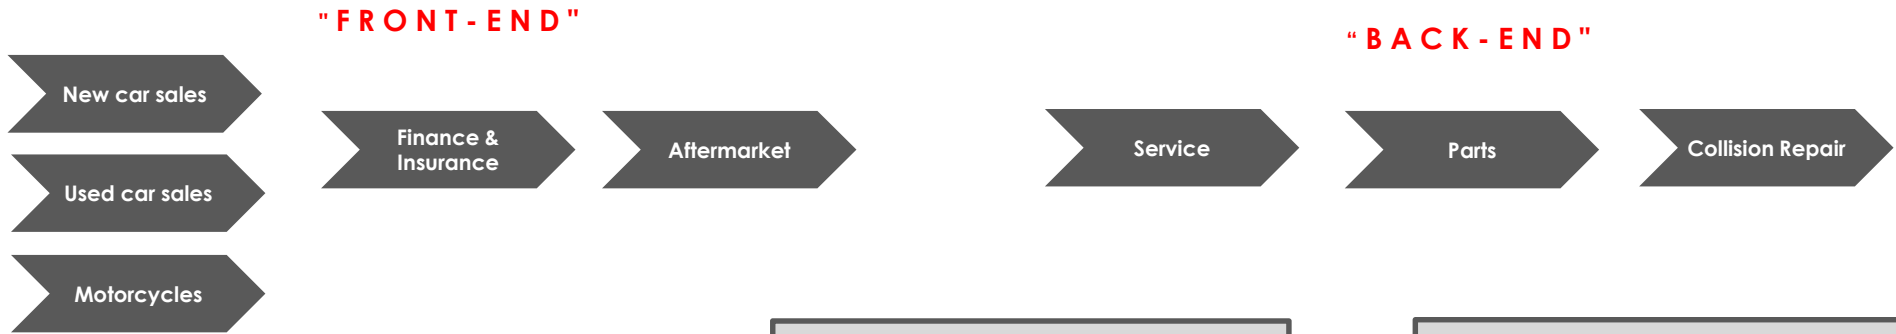 "FRONT-END"
“BACK-END"
New car sales
Used car sales
Motorcycles
Finance &
Insurance
Aftermarket
Service
Parts
Collision Repair